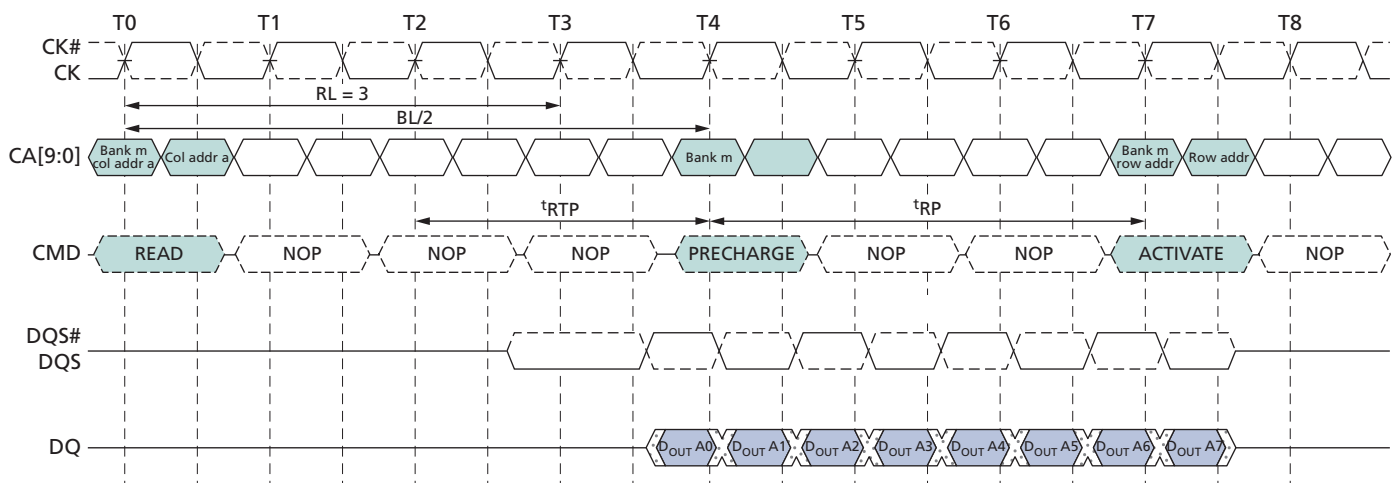 T0 T1 T2 T3 T4 T5 T6 T7 T8
CK#
CK
RL = 3
BL/2
CA[9:0]
Bank m
col addr a
Col addr a
Bank m
Bank m
row addr
Row addr
tRTP
tRP
CMD
READ NOP NOP NOP PRECHARGE NOP NOP ACTIVATE NOP
DQS#
DQS
DQ
DOUT A0 DOUT A1 DOUT A2 DOUT A3 DOUT A4 DOUT A5 DOUT A6 DOUT A7